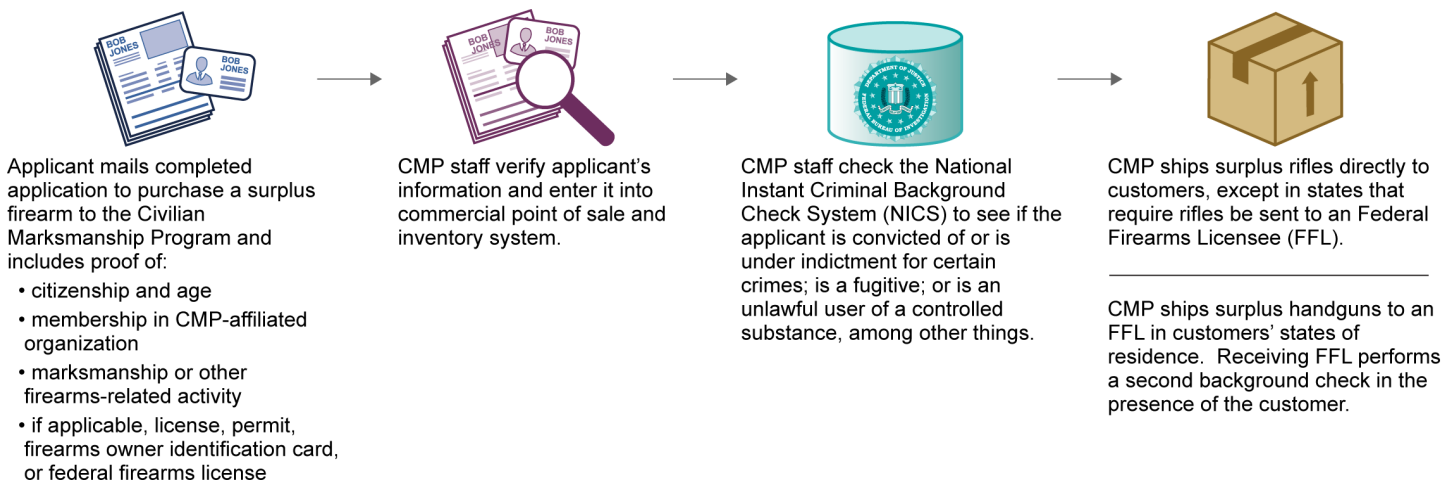 BOB
JONES
BOB
JONES
Applicant mails completed
application to purchase a surplus
firearm to the Civilian
Marksmanship Program and
includes proof of:
• citizenship and age
• membership in CMP-affiliated
organization
• marksmanship or other
firearms-related activity
• if applicable, license, permit,
firearms owner identification card,
or federal firearms license
BOB
JONES
BOB
JONES
CMP staff verify applicant’s
information and enter it into
commercial point of sale and
inventory system.
DEPARTMENT OF JUSTICE
FEDERAL BUREAU OF INVESTIGATION
CMP staff check the National
Instant Criminal Background
Check System (NICS) to see if the
applicant is convicted of or is
under indictment for certain
crimes; is a fugitive; or is an
unlawful user of a controlled
substance, among other things.
CMP ships surplus rifles directly to
customers, except in states that
require rifles be sent to an Federal
Firearms Licensee (FFL).
CMP ships surplus handguns to an
FFL in customers’ states of
residence.  Receiving FFL performs
a second background check in the
presence of the customer.